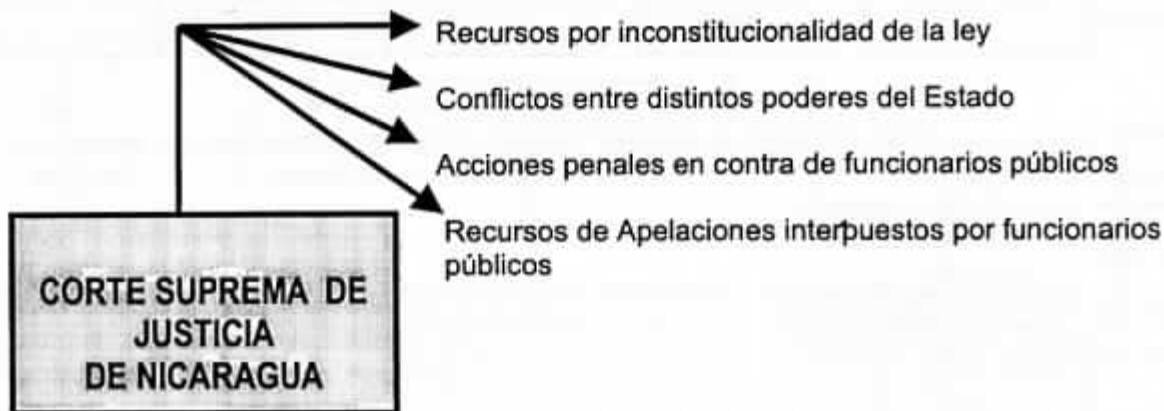 Recursos por inconstitucionalidad de la ley
Conflictos entre distintos poderes del Estado
Acciones penales en contra de funcionarios públicos
Recursos de Apelaciones interpuestos por funcionarios
públicos
CORTE SUPREMA DE
JUSTICIA
DE NICARAGUA